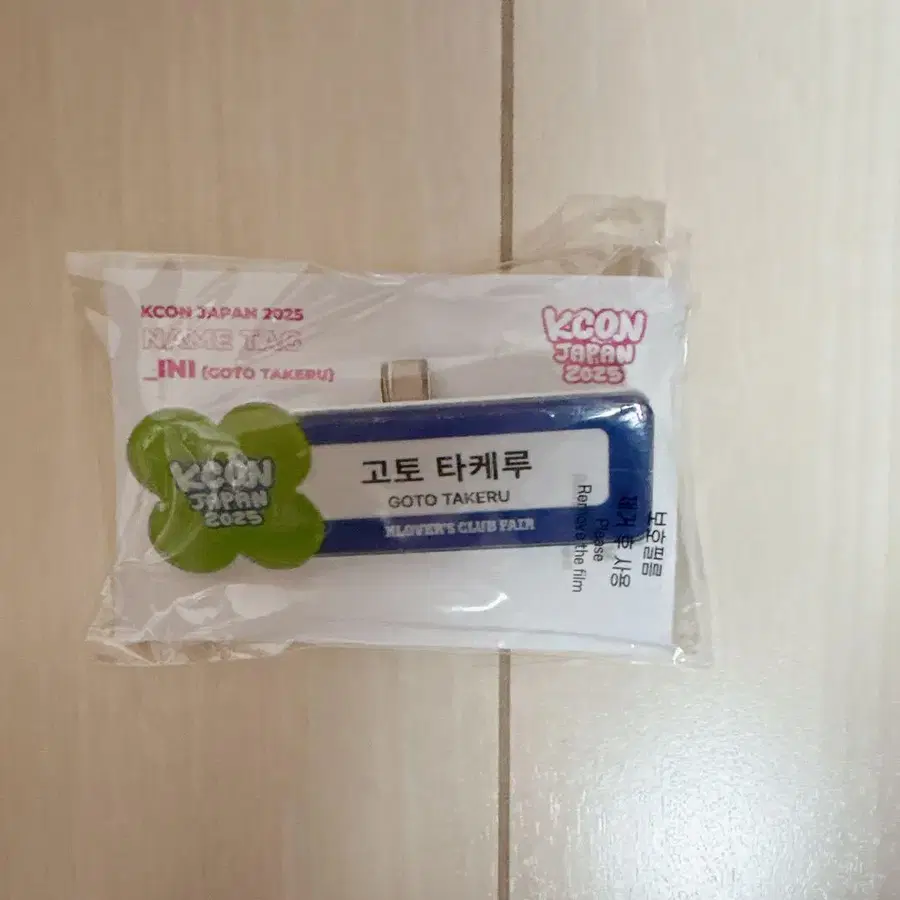 KCON JAPAN 2025
NAME TAG
_INI (GOTO TAKERU)
KCON
JAPAN
2025
KCON
JAPAN
2025
고토 타케루
GOTO TAKERU
KLOVER'S CLUB FAIR
보호필름
제거 후 사용
Please
Remove the film